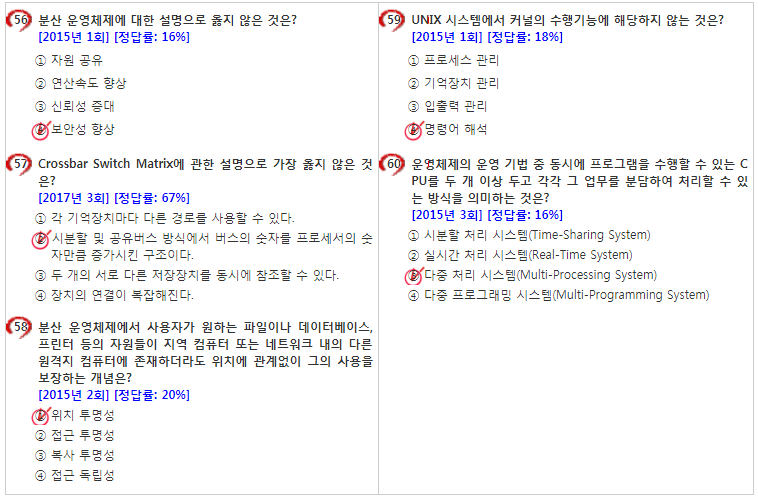 56 분산 운영체제에 대한 설명으로 옳지 않은 것은?
[2015년 1회] [정답률: 16%]
① 자원 공유
② 연산속도 향상
③ 신뢰성 증대
④ 보안성 향상
57 Crossbar Switch Matrix에 관한 설명으로 가장 옳지 않은 것
은?
[2017년 3회] [정답률: 67%]
① 각 기억장치마다 다른 경로를 사용할 수 있다.
② 시분할 및 공유버스 방식에서 버스의 숫자를 프로세서의 숫
자만큼 증가시킨 구조이다.
③ 두 개의 서로 다른 저장장치를 동시에 참조할 수 있다.
④ 장치의 연결이 복잡해진다.
58 분산 운영체제에서 사용자가 원하는 파일이나 데이터베이스,
프린터 등의 자원들이 지역 컴퓨터 또는 네트워크 내의 다른
원격지 컴퓨터에 존재하더라도 위치에 관계없이 그의 사용을
보장하는 개념은?
[2015년 2회] [정답률: 20%]
① 위치 투명성
② 접근 투명성
③ 복사 투명성
④ 접근 독립성
59 UNIX 시스템에서 커널의 수행기능에 해당하지 않는 것은?
[2015년 1회] [정답률: 18%]
① 프로세스 관리
② 기억장치 관리
③ 입출력 관리
④ 명령어 해석
60 운영체제의 운영 기법 중 동시에 프로그램을 수행할 수 있는 C
PU를 두 개 이상 두고 각각 그 업무를 분담하여 처리할 수 있
는 방식을 의미하는 것은?
[2015년 3회] [정답률: 16%]
① 시분할 처리 시스템(Time-Sharing System)
② 실시간 처리 시스템(Real-Time System)
③ 다중 처리 시스템(Multi-Processing System)
④ 다중 프로그래밍 시스템(Multi-Programming System)